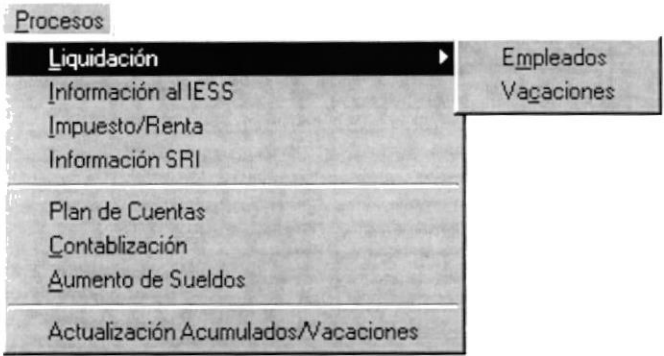 Procesos
Liquidación
Empleados
Vacaciones
Información al IESS
Impuesto/Renta
Información SRI
Plan de Cuentas
Contablización
Aumento de Sueldos
Actualización Acumulados/Vacaciones